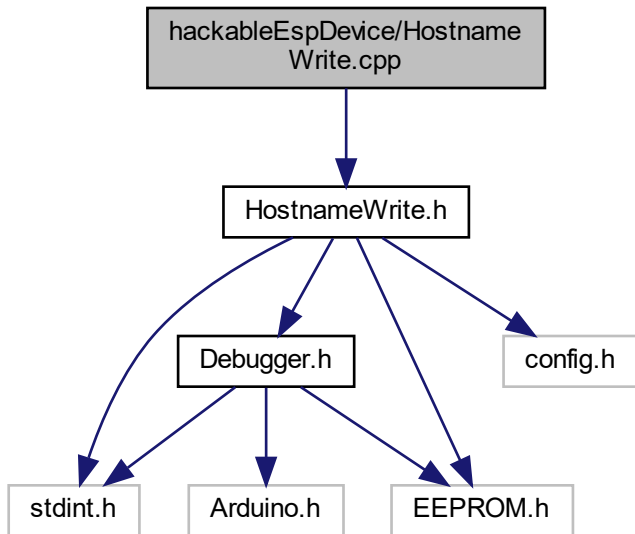 hackableEspDevice/Hostname
Write.cpp
HostnameWrite.h
Debugger.h
config.h
stdint.h
Arduino.h
EEPROM.h